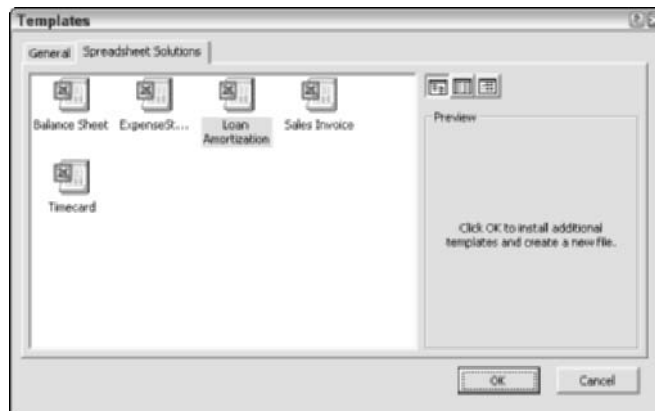 Templates
General Spreadsheet Solutions
Balance Sheet ExpenseSt... Loan Amortization Sales Invoice
Timecard
Preview
Click OK to install additional
templates and create a new file.
OK Cancel